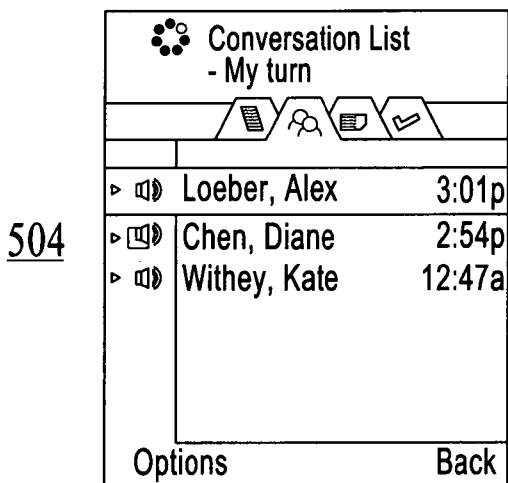 Conversation List
- My turn
Loeber, Alex 3:01p
504
Chen, Diane 2:54p
Withey, Kate 12:47a
Options Back